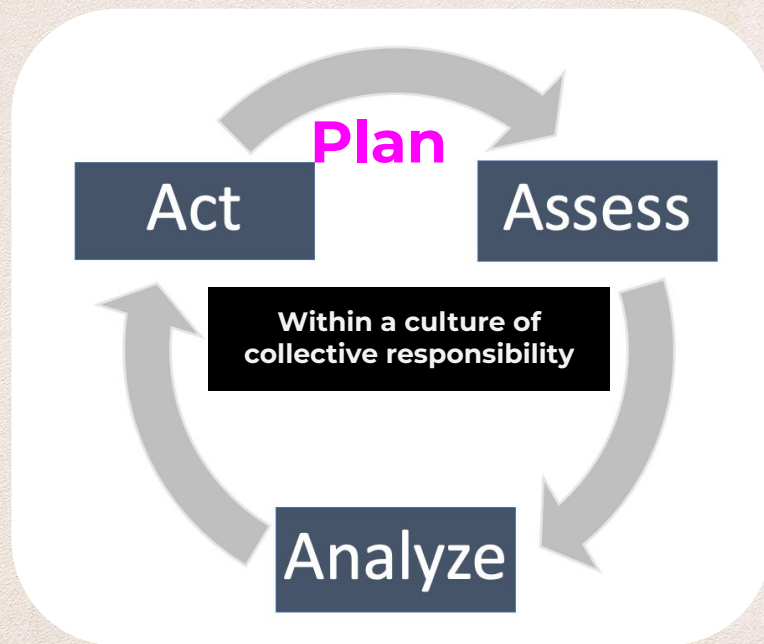 Plan
Act
Assess
Within a culture of
collective responsibility
Analyze